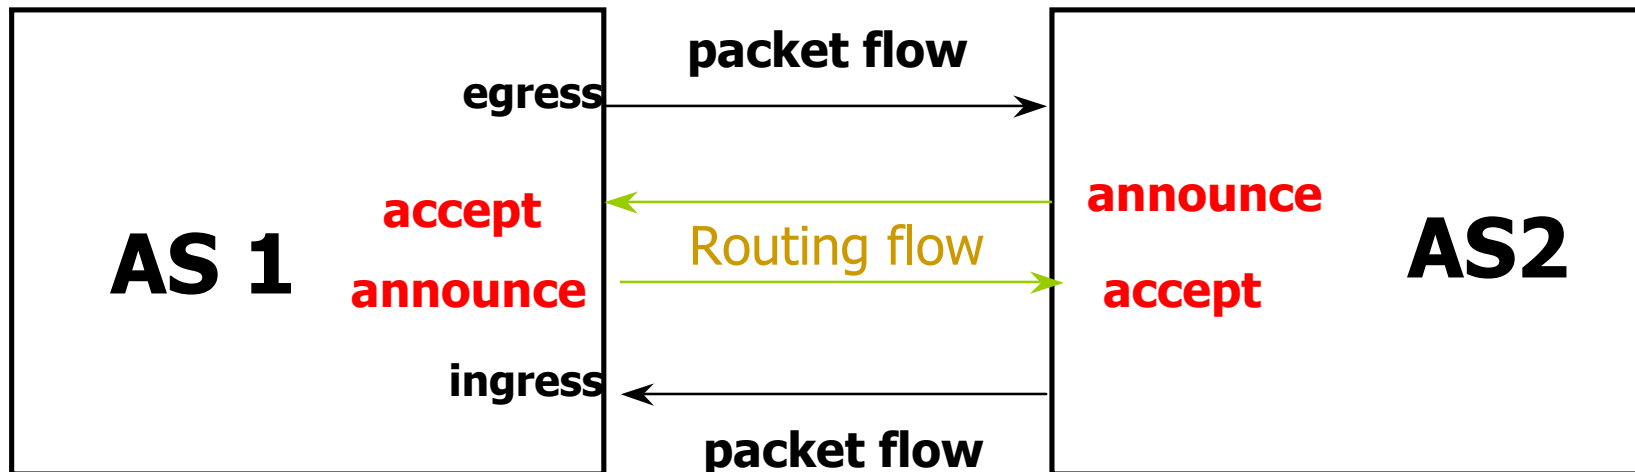 packet flow
egress
accept
announce
Routing flow
AS 1
AS2
announce
accept
ingress
packet flow